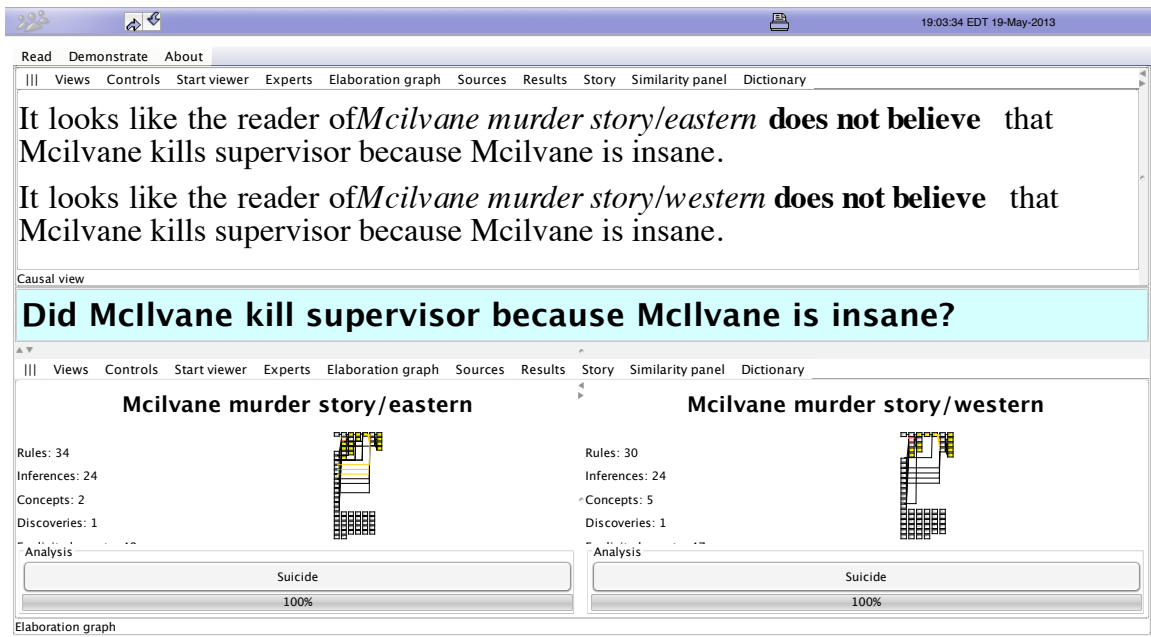 19:03:34 EDT 19-May-2013
Read Demonstrate About
||| Views Controls Start viewer Experts Elaboration graph Sources Results Story Similarity panel Dictionary
It looks like the reader ofMcilvane murder story/eastern does not believe that
Mcilvane kills supervisor because Mcilvane is insane.
It looks like the reader ofMcilvane murder story/western does not believe that
Mcilvane kills supervisor because Mcilvane is insane.
Causal view
Did McIlvane kill supervisor because McIlvane is insane?
||| Views Controls Start viewer Experts Elaboration graph Sources Results Story Similarity panel Dictionary
Mcilvane murder story/eastern
Rules: 34
Inferences: 24
Concepts: 2
Discoveries: 1
Analysis
Suicide
100%
Mcilvane murder story/western
Rules: 30
Inferences: 24
Concepts: 5
Discoveries: 1
Analysis
Suicide
100%
Elaboration graph